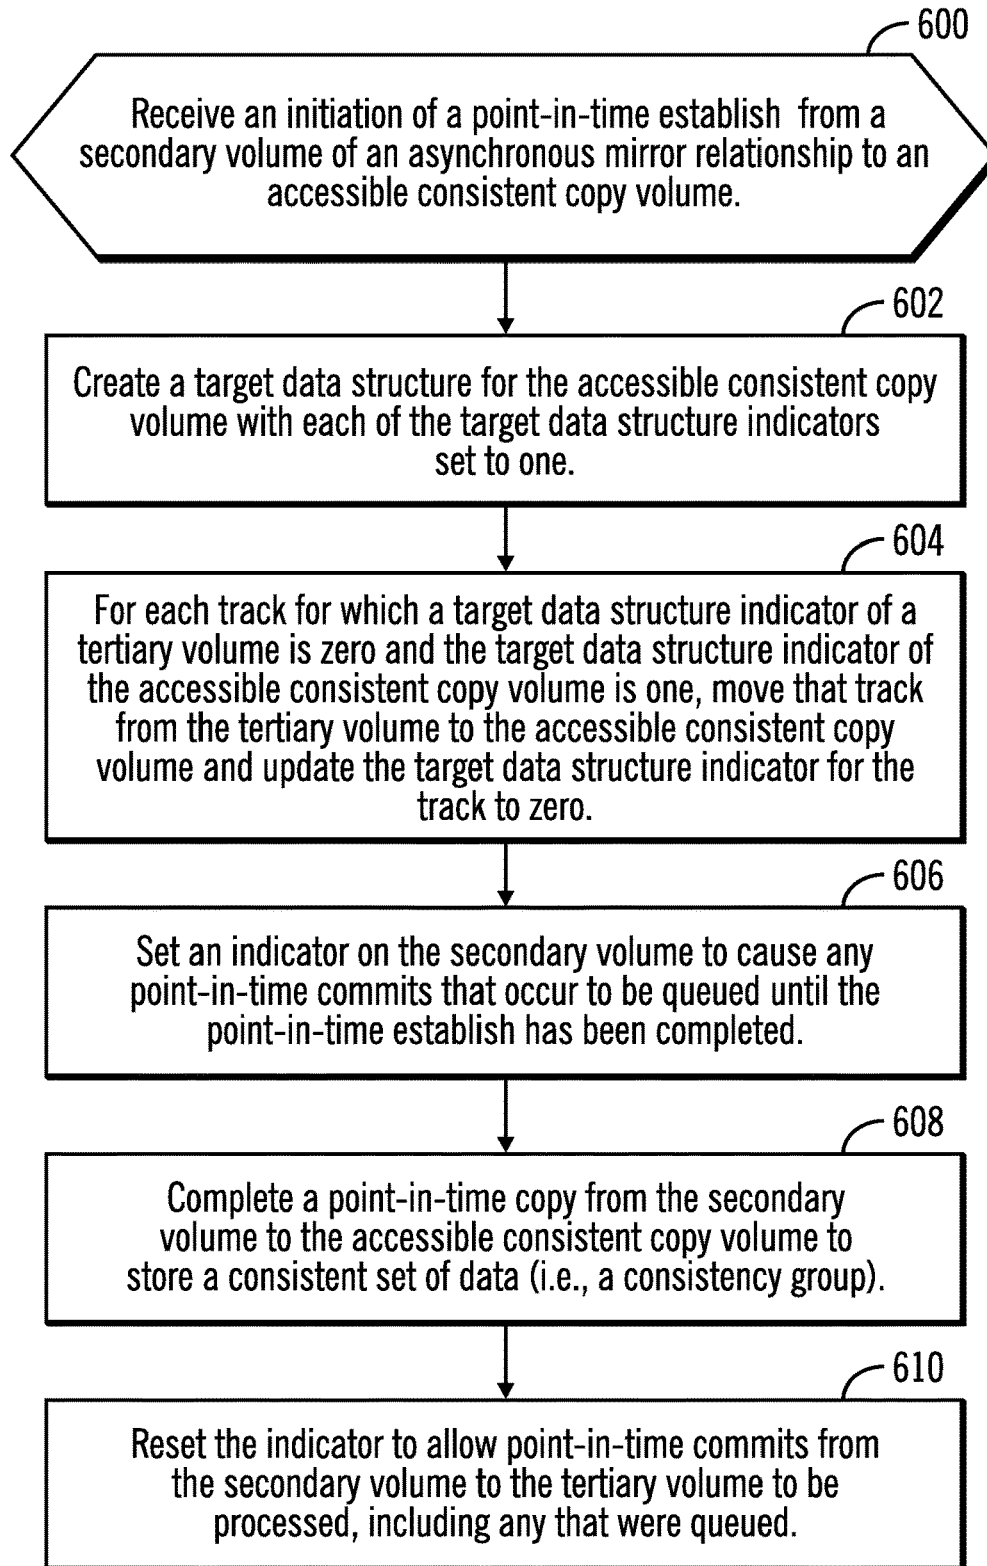 600
Receive an initiation of a point-in-time establish from a
secondary volume of an asynchronous mirror relationship to an
accessible consistent copy volume.
602
Create a target data structure for the accessible consistent copy
volume with each of the target data structure indicators
set to one.
604
For each track for which a target data structure indicator of a
tertiary volume is zero and the target data structure indicator of
the accessible consistent copy volume is one, move that track
from the tertiary volume to the accessible consistent copy
volume and update the target data structure indicator for the
track to zero.
606
Set an indicator on the secondary volume to cause any
point-in-time commits that occur to be queued until the
point-in-time establish has been completed.
608
Complete a point-in-time copy from the secondary
volume to the accessible consistent copy volume to
store a consistent set of data (i.e., a consistency group).
610
Reset the indicator to allow point-in-time commits from
the secondary volume to the tertiary volume to be
processed, including any that were queued.